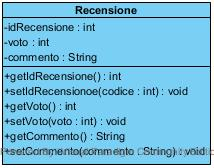 Recensione
-idRecensione : int
-voto : int
-commento : String
+getIdRecensione() : int
+setIdRecensionoe(codice : int) : void
+getVoto() : int
+setVoto(voto : int) : void
+getCommento() : String
+setCommento(commento : String) : void